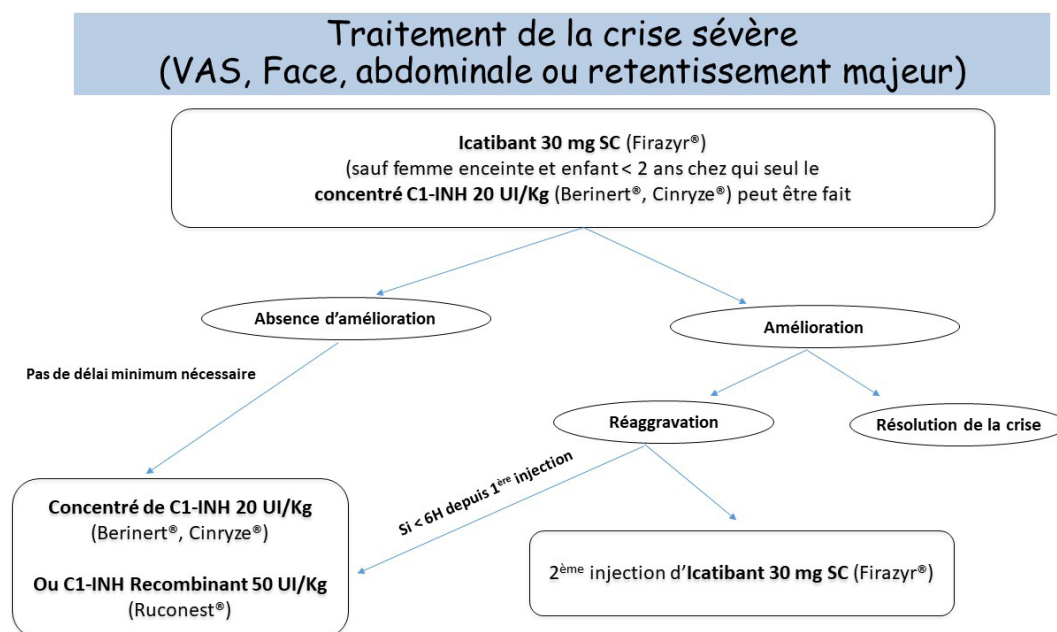 Traitement de la crise sévère
(VAS, Face, abdominale ou retentissement majeur)
Icatibant 30 mg SC (Firazyr®)
(sauf femme enceinte et enfant < 2 ans chez qui seul le
concentré C1-INH 20 UI/Kg (Berinert®, Cinryze®) peut être fait
Absence d’amélioration
Amélioration
Pas de délai minimum nécessaire
Réaggravation
Résolution de la crise
Si < 6H depuis 1ère injection
Concentré de C1-INH 20 UI/Kg
(Berinert®, Cinryze®)
Ou C1-INH Recombinant 50 UI/Kg
(Ruconest®)
2ème injection d’Icatibant 30 mg SC (Firazyr®)